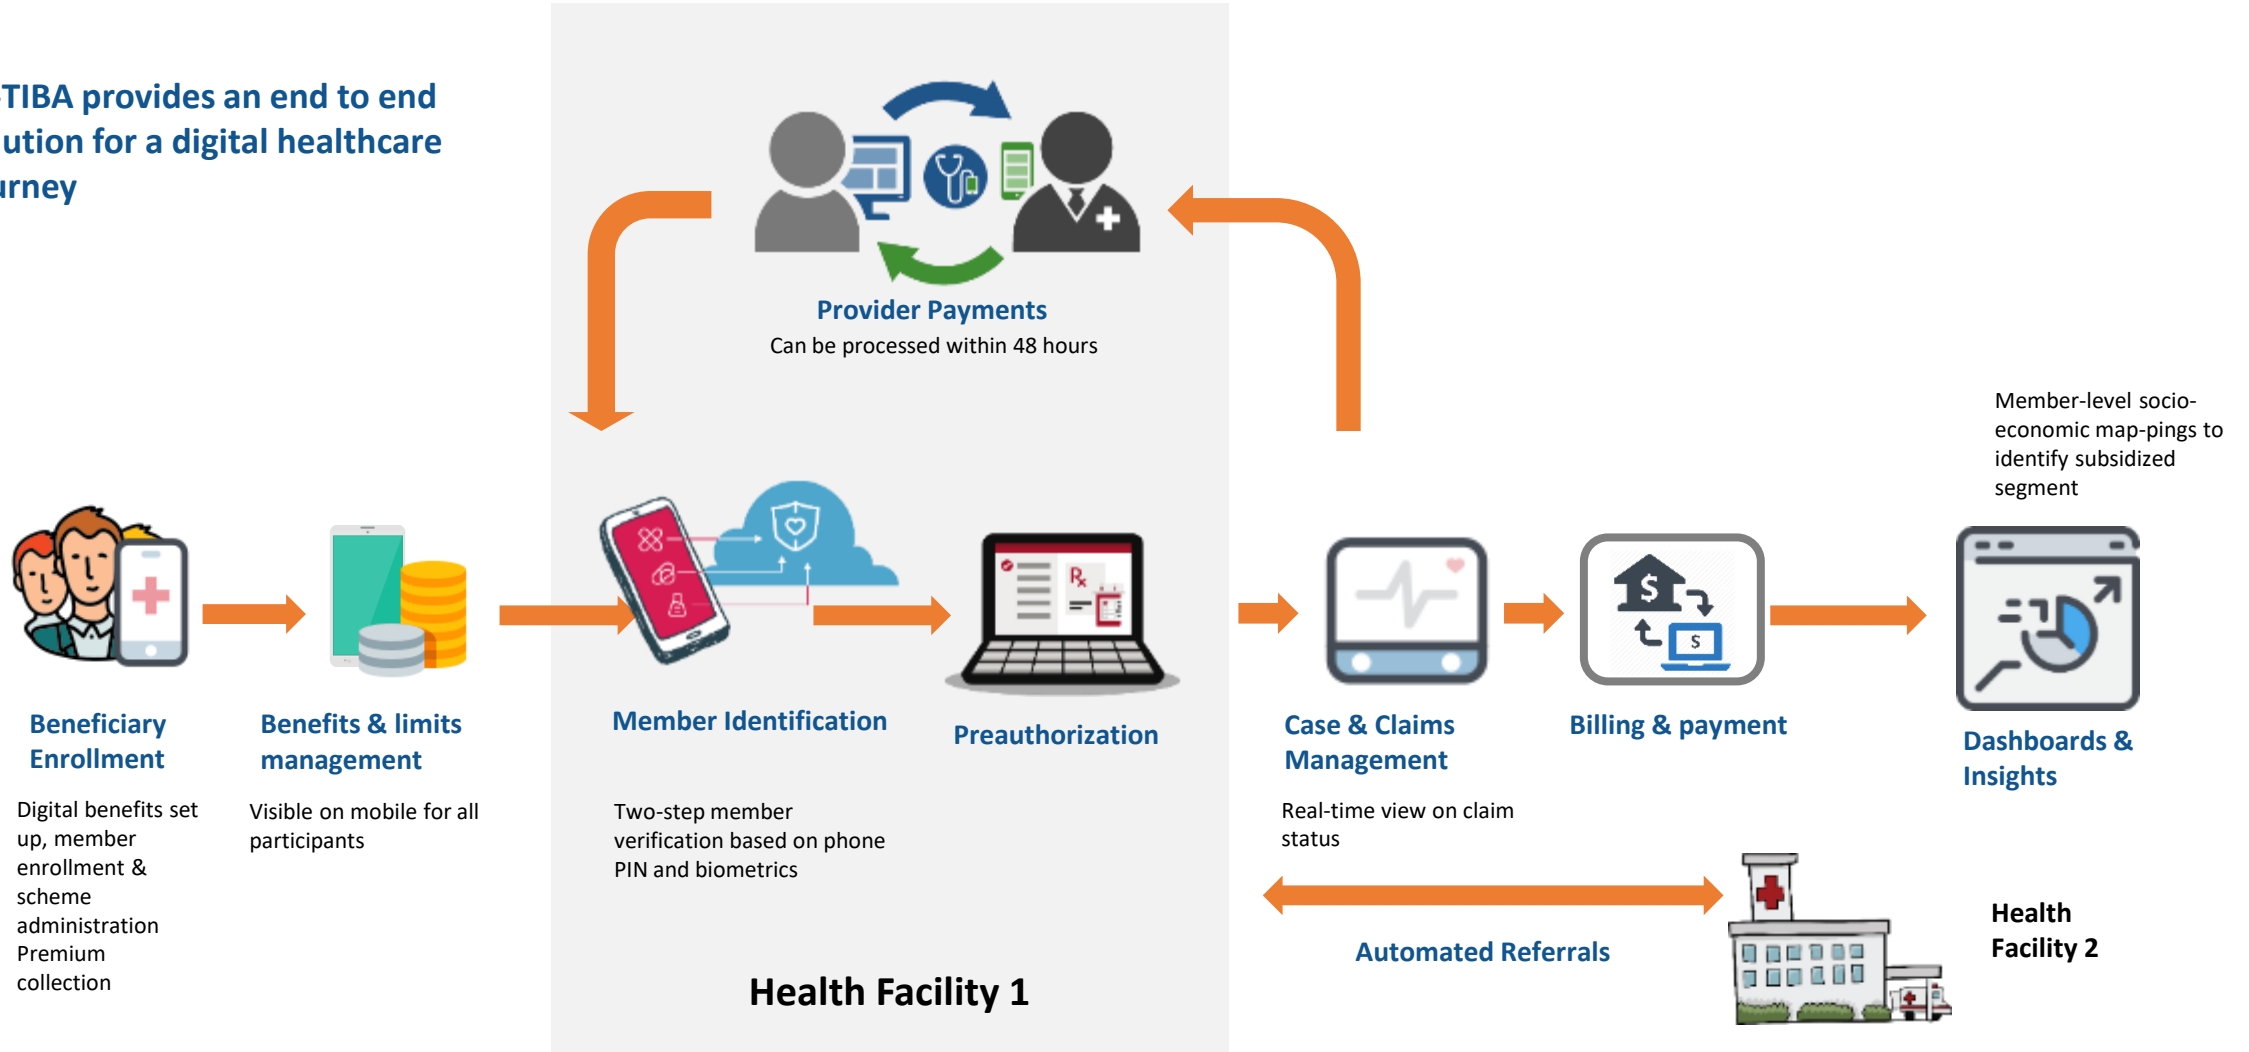 -TIBA provides an end to end
ution for a digital healthcare
urney
Provider Payments
Can be processed within 48 hours
Member-level socio-
economic map-pings to
identify subsidized
segment
Beneficiary
Enrollment
Digital benefits set
up, member
enrollment &
scheme
administration
Premium
collection
Benefits & limits
management
Visible on mobile for all
participants
Member Identification
Two-step member
verification based on phone
PIN and biometrics
Rx
Preauthorization
Case & Claims
Management
Real-time view on claim
status
$
$
Billing & payment
Dashboards &
Insights
Automated Referrals
Health
Facility 2
Health Facility 1